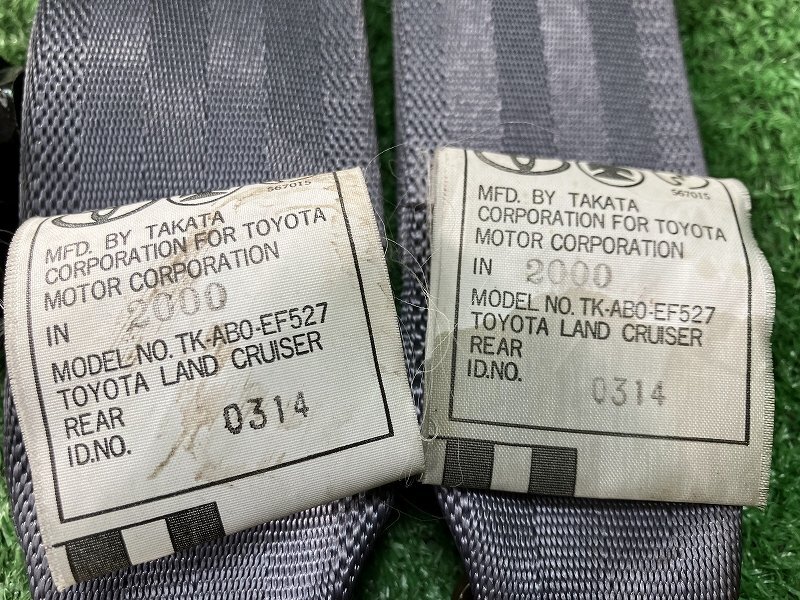 567015
MFD. BY TAKATA
CORPORATION FOR TOYOTA
MOTOR CORPORATION
IN 2000
MODEL NO. TK-AB0-EF527
TOYOTA LAND CRUISER
REAR
ID.NO. 0314
567015
MFD. BY TAKATA
CORPORATION FOR TOYOTA
MOTOR CORPORATION
IN 2000
MODEL NO. TK-AB0-EF527
TOYOTA LAND CRUISER
REAR
ID.NO. 0314